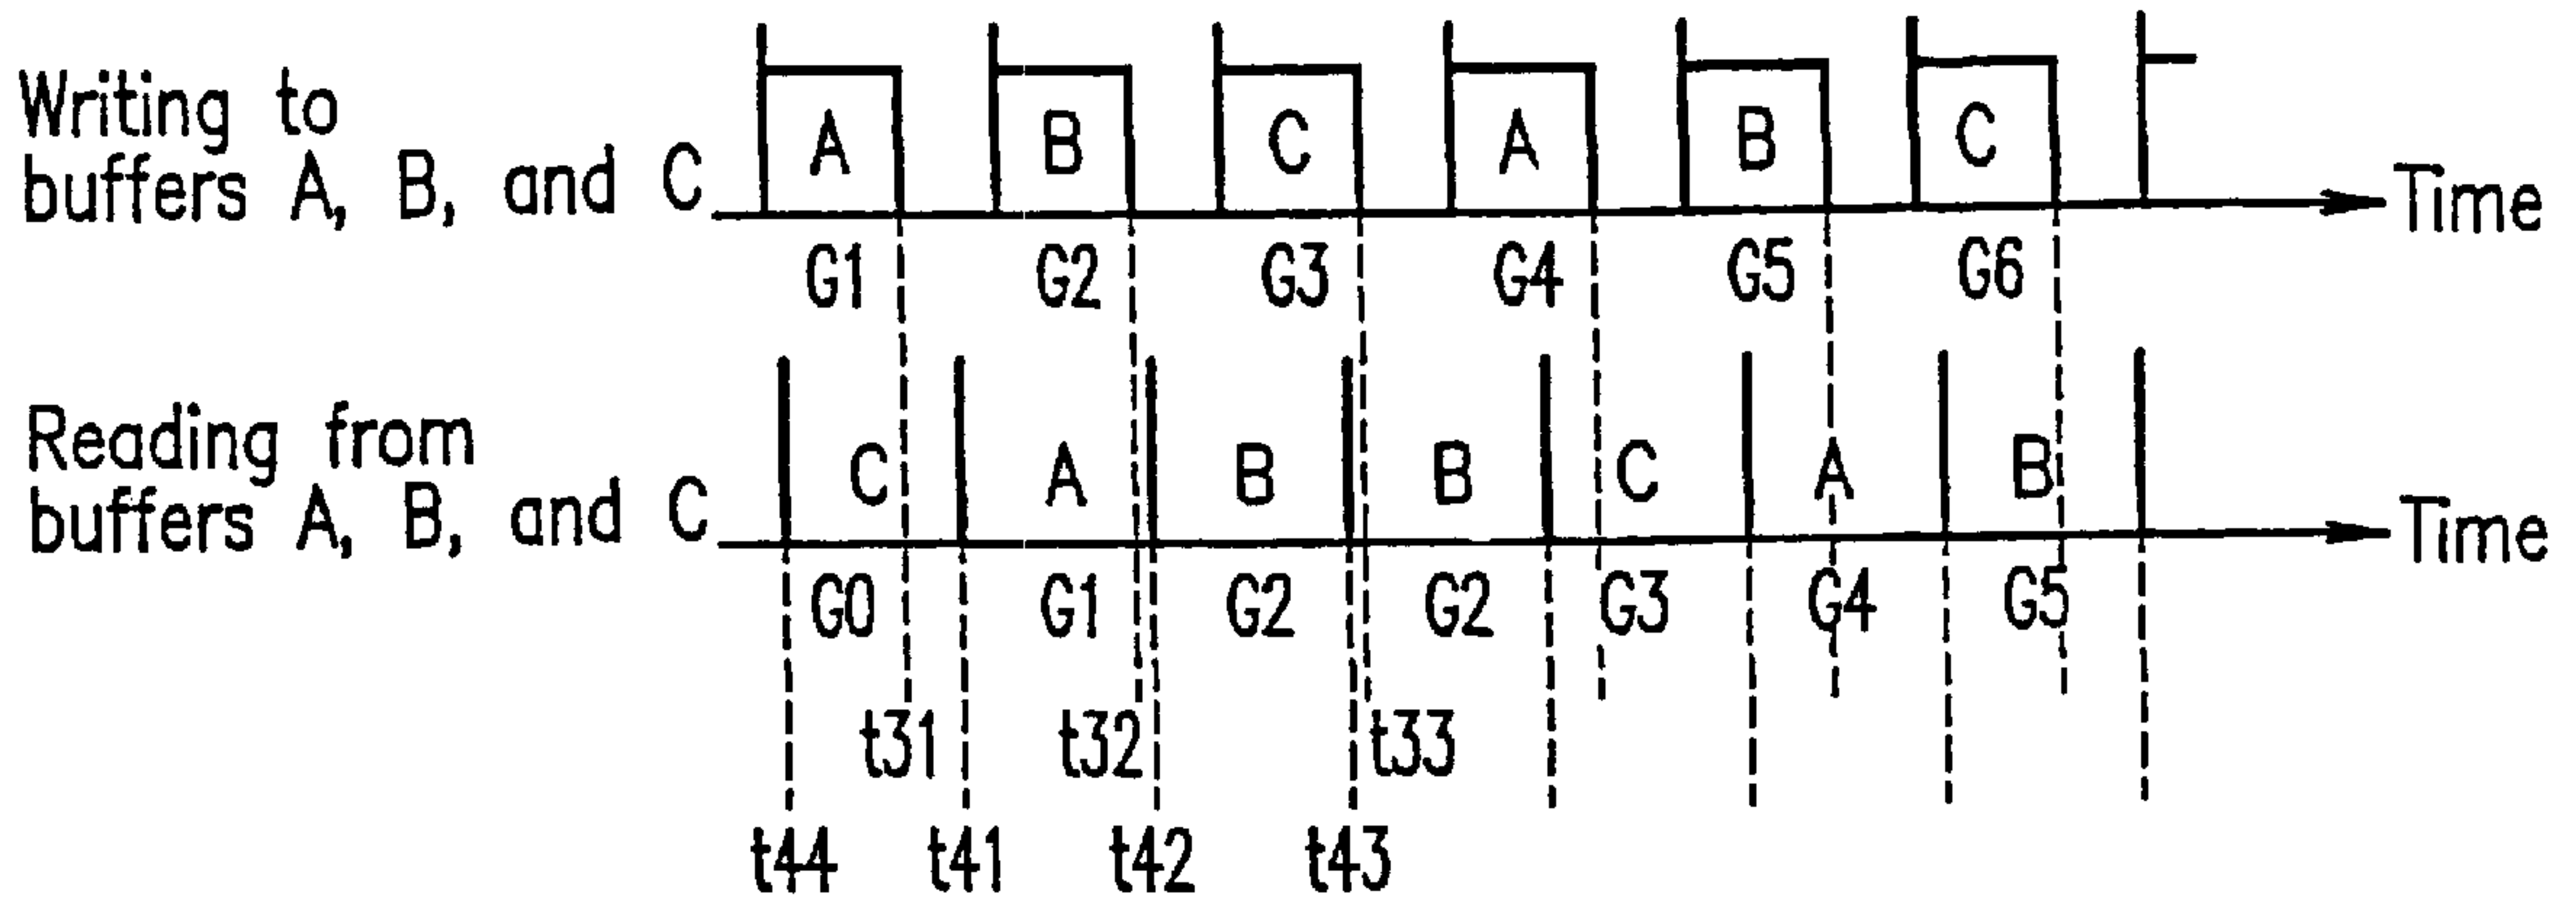 Writing to
buffers A, B, and C
A B C A B C
Time
G1 G2 G3 G4 G5 G6
Reading from
buffers A, B, and C
C A B B C A B
Time
G0 G1 G2 G2 G3 G4 G5
t31 t32 t33
t44 t41 t42 t43